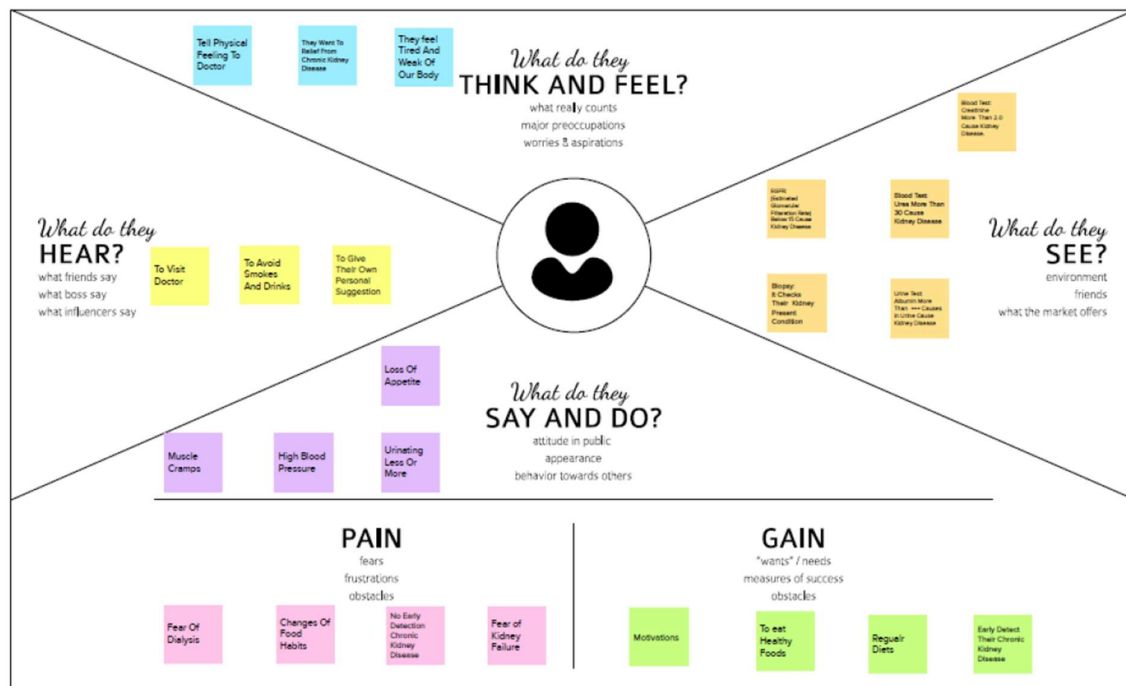 Tell Physical
Feeling To
Doctor
They Want To
Relief From
Chronic Kidney
Disease
They feel
Tired And
Weak Of
Our Body
What do they
THINK AND FEEL?
what really counts
major preoccupations
worries & aspirations
What do they
HEAR?
what friends say
what boss say
what influencers say
To Visit
Doctor
To Avoid
Smokes
And Drinks
To Give
Their Own
Personal
Suggestion
Blood Test:
Creatinine
More Than 2.0
Cause Kidney
Disease.
EGFR:
(Estimated
Glomerular
Filteration Rate)
Below 15 Cause
Kidney Disease
Blood Test:
Urea More Than
30 Cause
Kidney Disease
Biopsy:
It Checks
Their Kidney
Present
Condition
Urine Test:
Albumin More
Than +++ Causes
In Urine Cause
Kidney Disease
What do they
SEE?
environment
friends
what the market offers
Loss Of
Appetite
Muscle
Cramps
High Blood
Pressure
Urinating
Less Or
More
What do they
SAY AND DO?
attitude in public
appearance
behavior towards others
PAIN
fears
frustrations
obstacles
Fear Of
Dialysis
Changes Of
Food
Habits
No Early
Detection
Chronic
Kidney
Disease
Fear of
Kidney
Failure
GAIN
"wants" / needs
measures of success
obstacles
Motivations
To eat
Healthy
Foods
Reguair
Diets
Early Detect
Their Chronic
Kidney
Disease